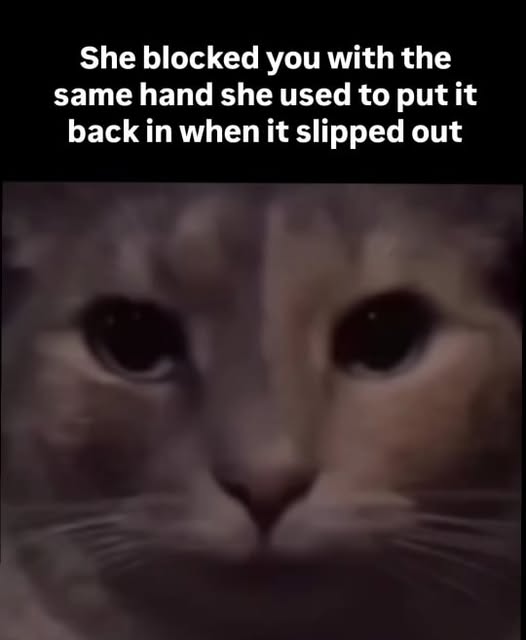 She blocked you with the
same hand she used to put it
back in when it slipped out